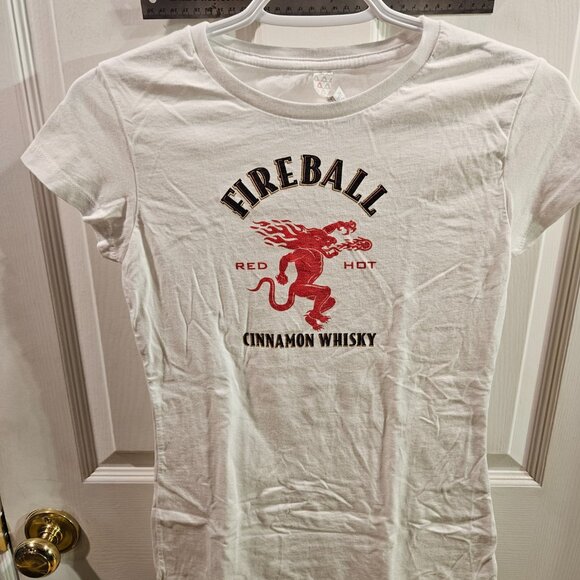 FIREBALL
RED HOT
CINNAMON WHISKY